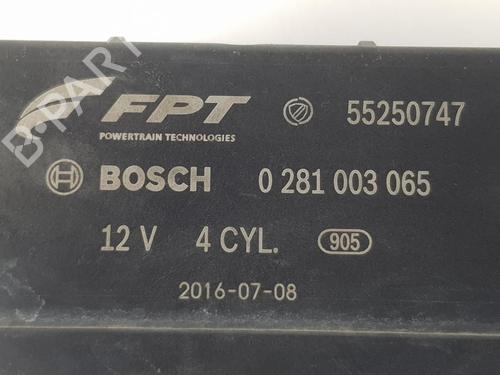 FPT 55250747
POWERTRAIN TECHNOLOGIES
BOSCH 0 281 003 065
12 V 4 CYL. 905
2016-07-08
B-PARTS